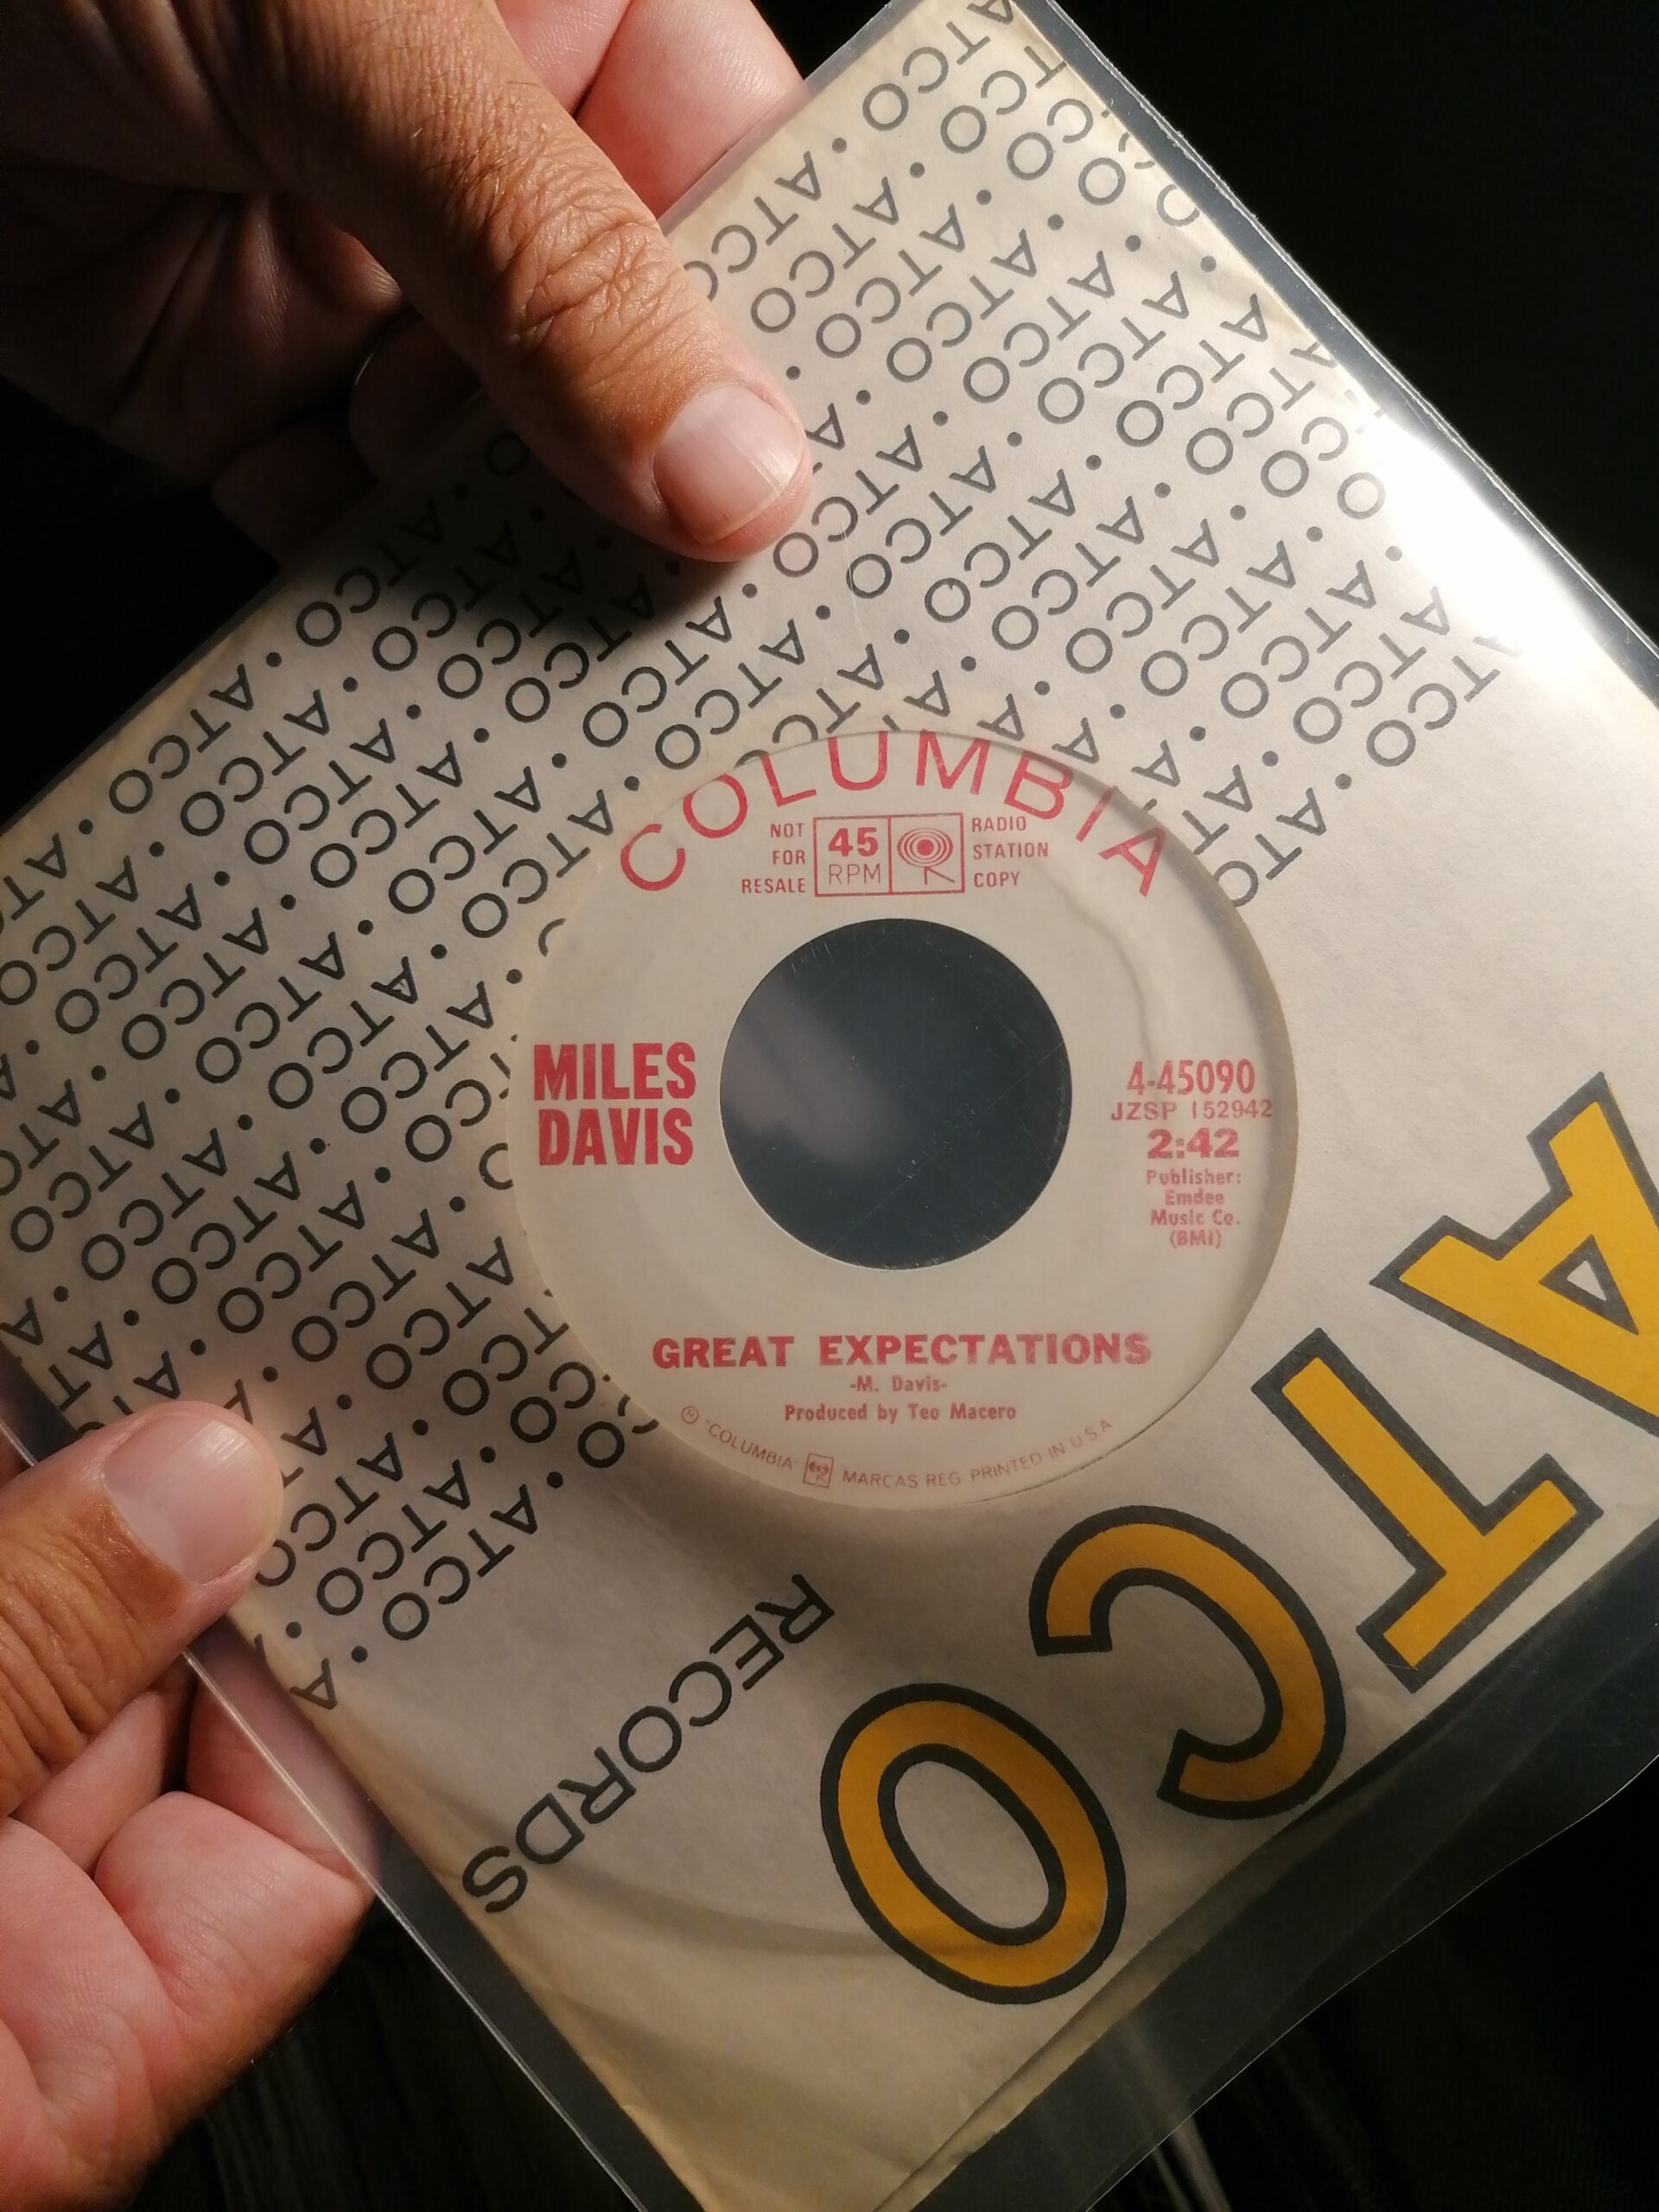 COLUMBIA
NOT
FOR
RESALE
45
RPM
RADIO
STATION
COPY
MILES
DAVIS
4-45090
JZSP 152942
2:42
Publisher:
Emdee
Music Co.
(BMI)
GREAT EXPECTATIONS
-M. Davis-
Produced by Teo Macero
"COLUMBIA" MARCAS REG. PRINTED IN U.S.A.
ATCO
RECORDS
ATCO • ATCO • ATCO • ATCO • ATCO